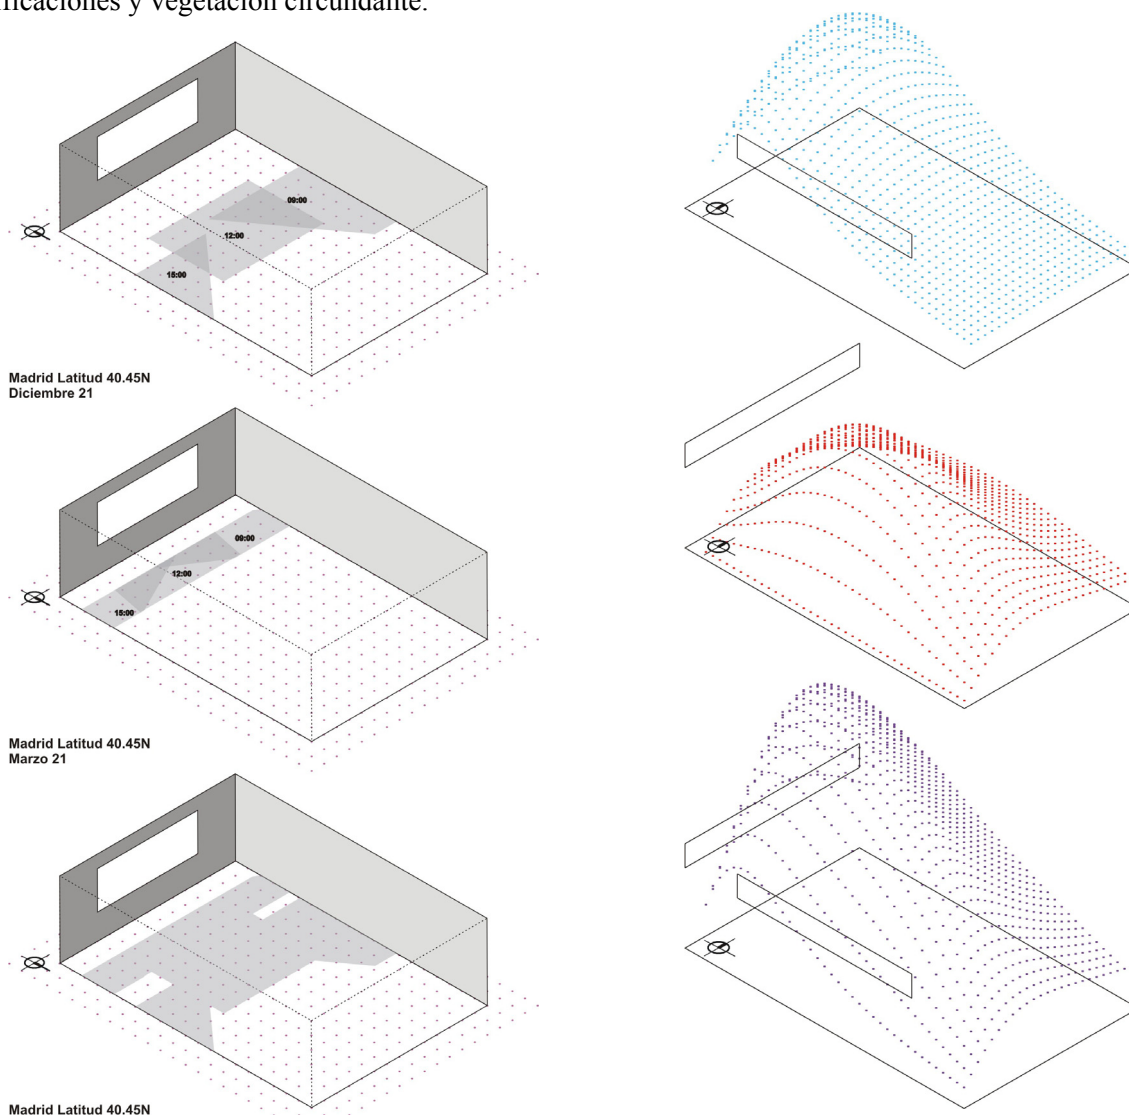 ificaciones y vegetación circundante.
09:00
12:00
15:00
Madrid Latitud 40.45N
Diciembre 21
09:00
12:00
15:00
Madrid Latitud 40.45N
Marzo 21
Madrid Latitud 40.45N